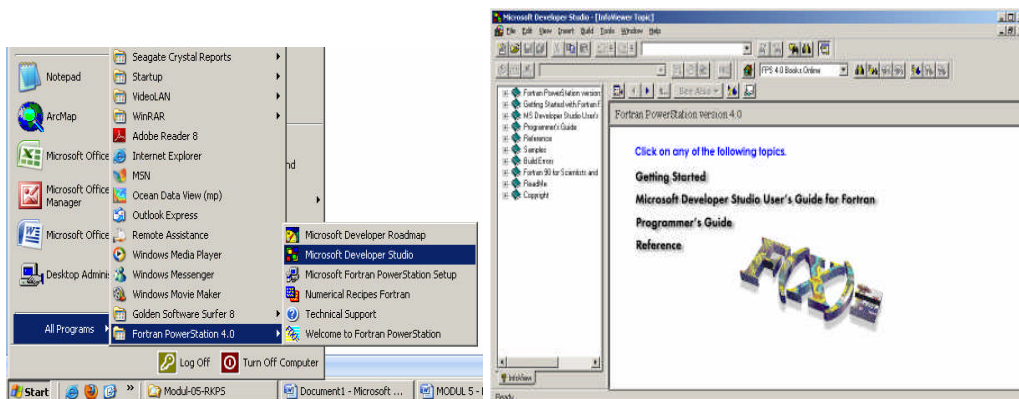 Notepad
ArcMap
Microsoft Office
Microsoft Office
Manager
Microsoft Office
Desktop Adminis
All Programs
Seagate Crystal Reports
Startup
VideoLAN
WinRAR
Adobe Reader 8
Internet Explorer
MSN
Ocean Data View (mp)
Outlook Express
Remote Assistance
Windows Media Player
Windows Messenger
Windows Movie Maker
Golden Software Surfer 8
Fortran PowerStation 4.0
nd
Microsoft Developer Roadmap
Microsoft Developer Studio
Microsoft Fortran PowerStation Setup
Numerical Recipes Fortran
Technical Support
Welcome to Fortran PowerStation
Log Off
Turn Off Computer
Start
Modul-05-RKPS
Document1 - Microsoft ...
MODUL 5 -
Microsoft Developer Studio - [InfoViewer Topic]
File Edit View Insert Build Tools Window Help
FPS 4.0 Books Online
See Also
Fortran PowerStation version
Getting Started with Fortran F
MS Developer Studio User's
Programmer's Guide
Reference
Samples
Build Errors
Fortran 90 for Scientists and
ReadMe
Copyright
InfoView
Ready
Fortran PowerStation version 4.0
Click on any of the following topics.
Getting Started
Microsoft Developer Studio User's Guide for Fortran
Programmer's Guide
Reference